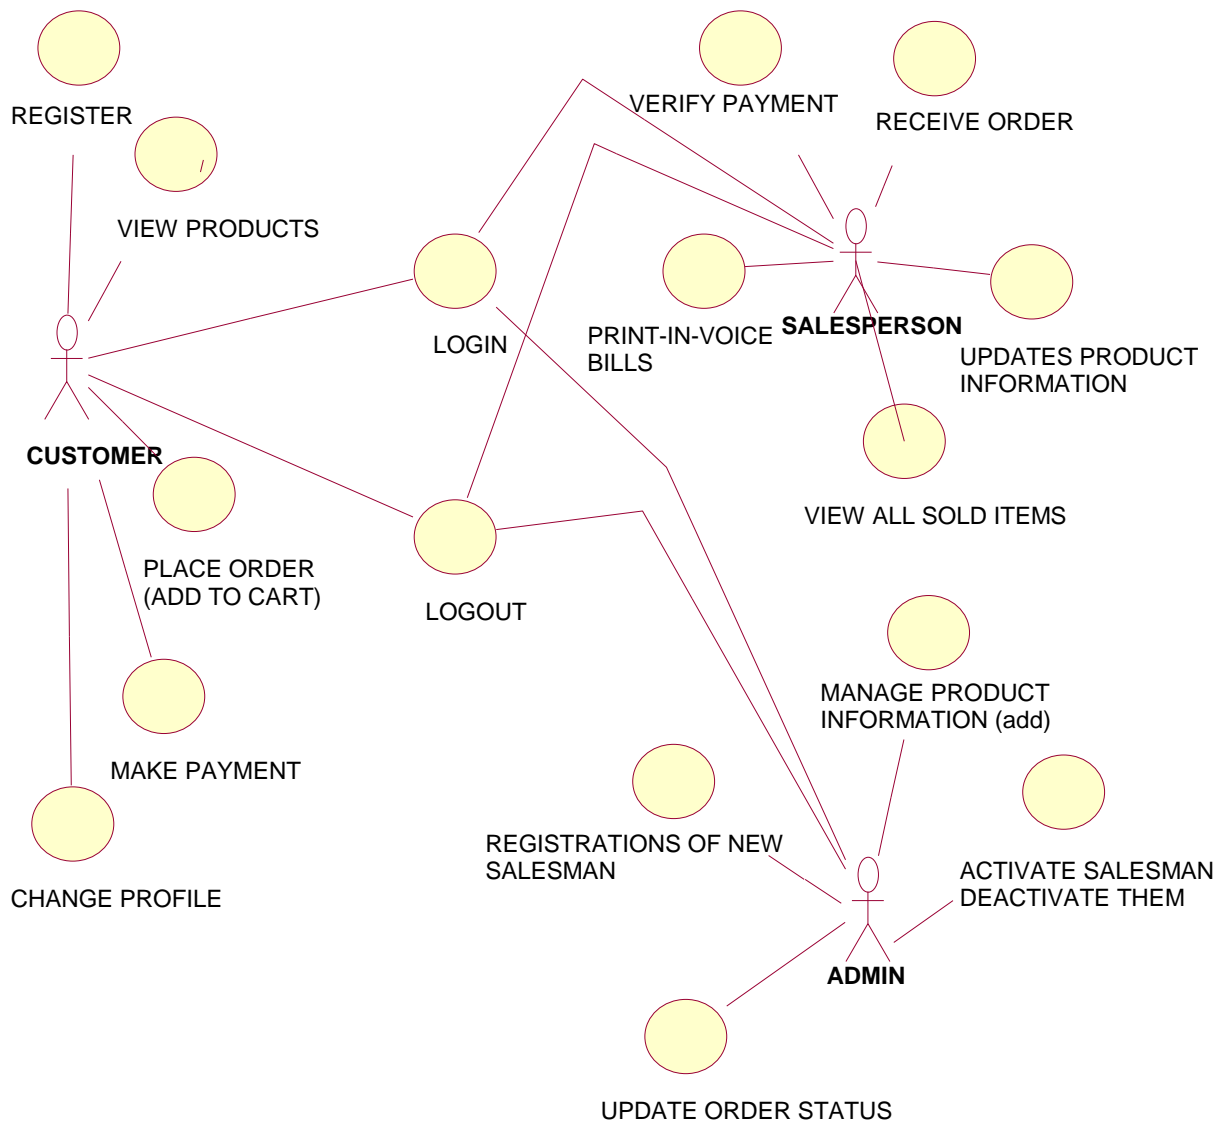 REGISTER
VERIFY PAYMENT
RECEIVE ORDER
VIEW PRODUCTS
LOGIN
PRINT-IN-VOICE
BILLS
SALESPERSON
UPDATES PRODUCT
INFORMATION
CUSTOMER
VIEW ALL SOLD ITEMS
PLACE ORDER
(ADD TO CART)
LOGOUT
MANAGE PRODUCT
INFORMATION (add)
MAKE PAYMENT
REGISTRATIONS OF NEW
SALESMAN
ACTIVATE SALESMAN
DEACTIVATE THEM
CHANGE PROFILE
ADMIN
UPDATE ORDER STATUS